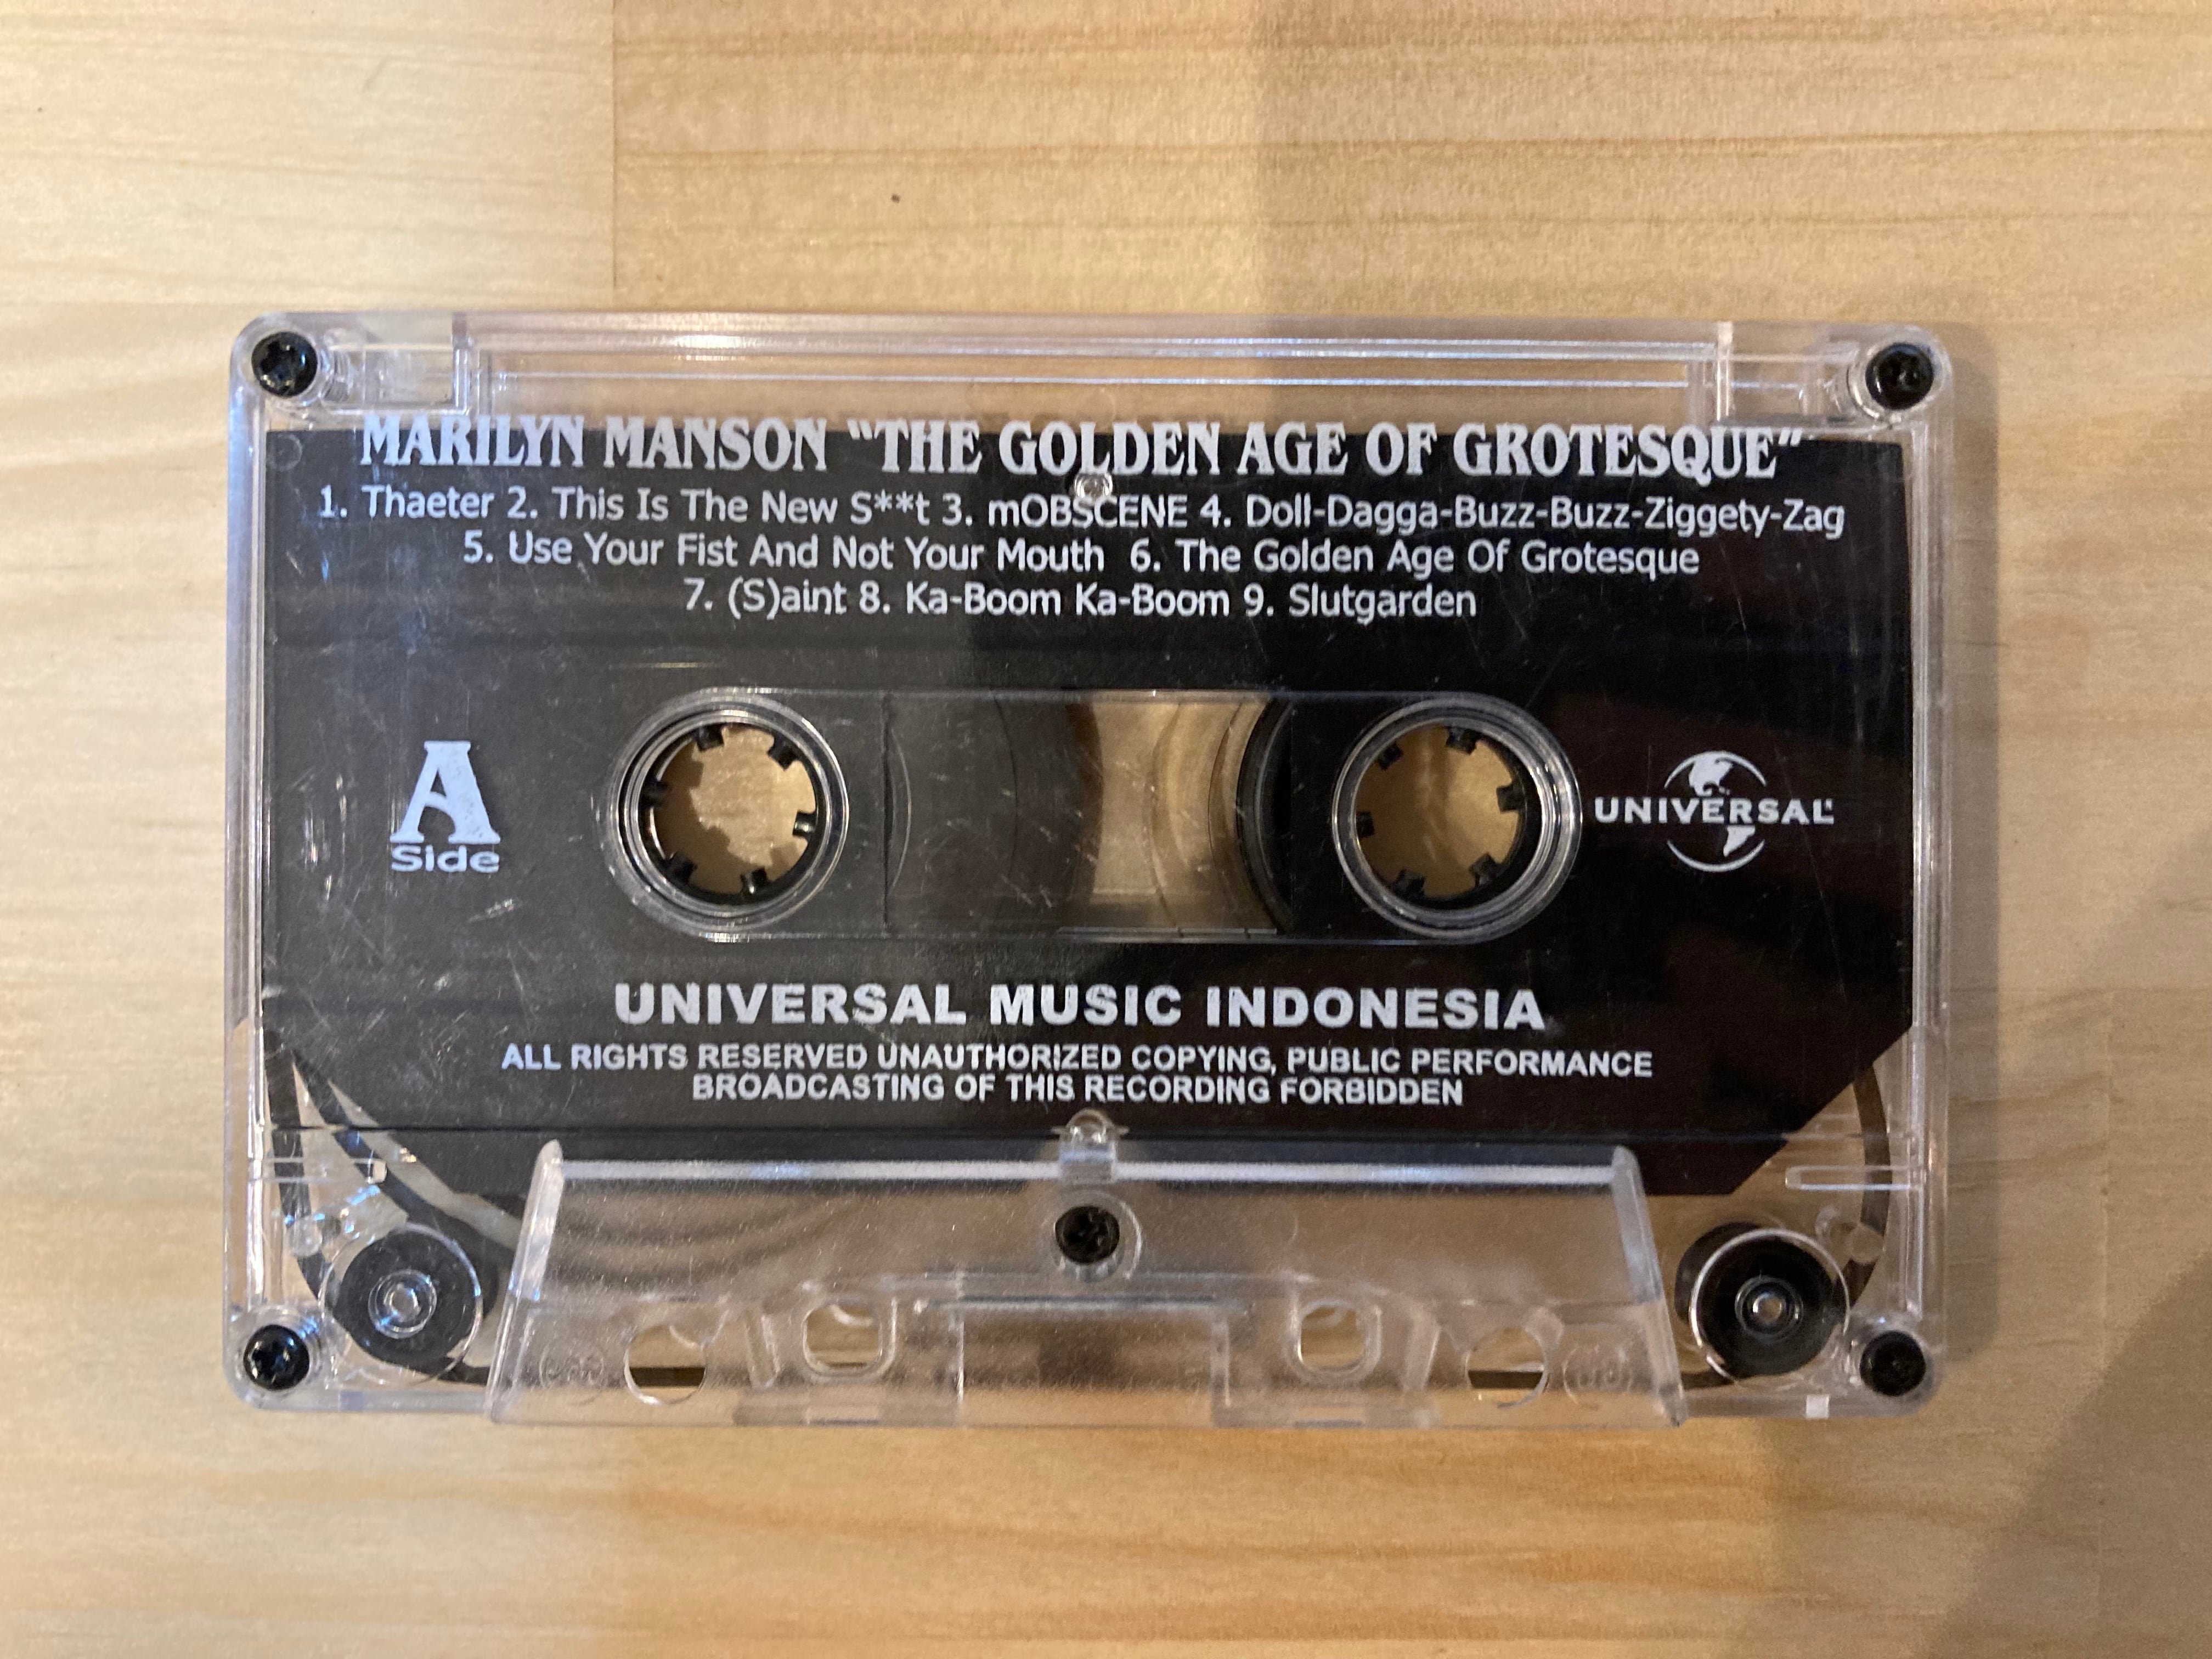 MARILYN MANSON "THE GOLDEN AGE OF GROTESQUE"
1. Thaeter 2. This Is The New S**t 3. mOBSCENE 4. Doll-Dagga-Buzz-Buzz-Ziggety-Zag
5. Use Your Fist And Not Your Mouth 6. The Golden Age Of Grotesque
7. (S)aint 8. Ka-Boom Ka-Boom 9. Slutgarden
A
Side
UNIVERSAL
UNIVERSAL MUSIC INDONESIA
ALL RIGHTS RESERVED UNAUTHORIZED COPYING, PUBLIC PERFORMANCE
BROADCASTING OF THIS RECORDING FORBIDDEN